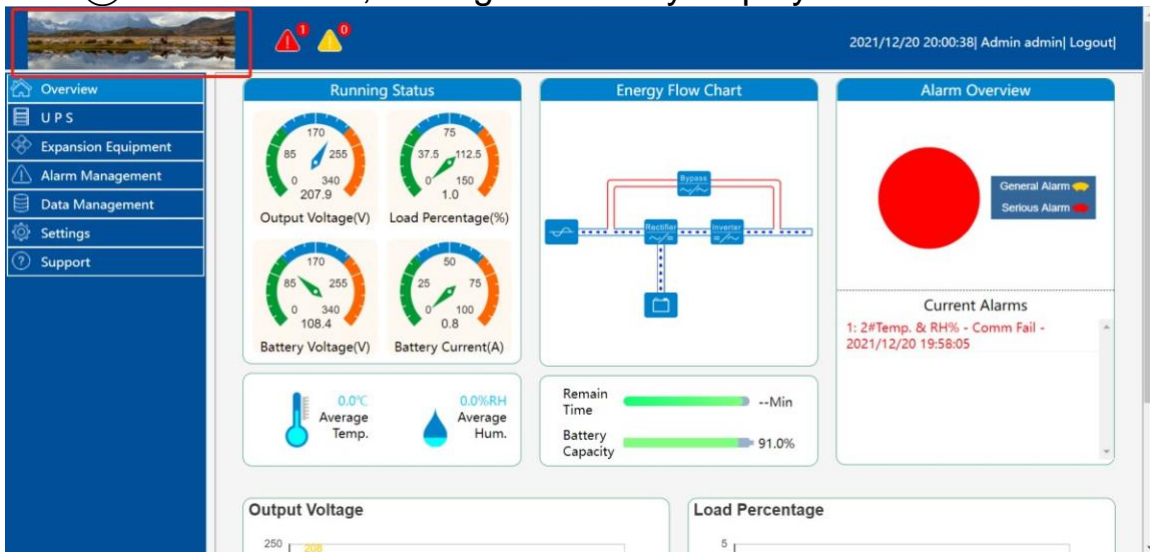 1 0
2021/12/20 20:00:38| Admin admin| Logout|
Overview
UPS
Expansion Equipment
Alarm Management
Data Management
Settings
Support
Running Status
170
85 255
0 340
207.9
Output Voltage(V)
75
37.5 112.5
0 150
1.0
Load Percentage(%)
170
85 255
0 340
108.4
Battery Voltage(V)
50
25 75
0 100
0.8
Battery Current(A)
Energy Flow Chart
Bypass
Rectifier
Inverter
Alarm Overview
General Alarm
Serious Alarm
Current Alarms
1: 2#Temp. & RH% - Comm Fail -
2021/12/20 19:58:05
0.0°C
Average
Temp.
0.0%RH
Average
Hum.
Remain
Time
--Min
Battery
Capacity
91.0%
Output Voltage
250
208
Load Percentage
5